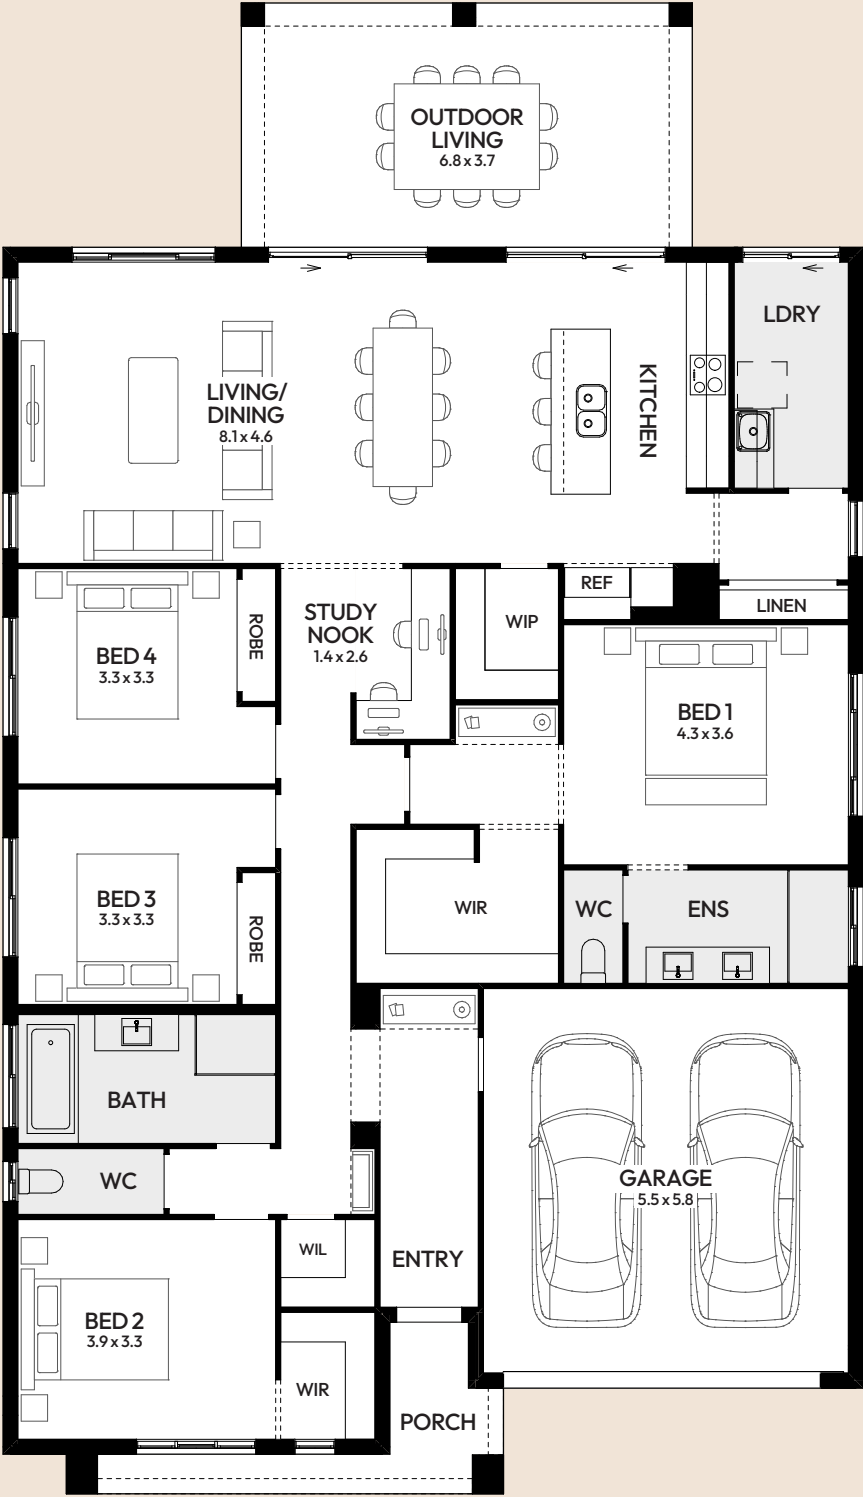 OUTDOOR
LIVING
6.8 x 3.7
LDRY
LIVING/
DINING
8.1 x 4.6
KITCHEN
REF
LINEN
WIP
STUDY
NOOK
1.4 x 2.6
ROBE
BED 4
3.3 x 3.3
BED 1
4.3 x 3.6
BED 3
3.3 x 3.3
ROBE
WIR
WC
ENS
BATH
WC
GARAGE
5.5 x 5.8
WIL
ENTRY
BED 2
3.9 x 3.3
WIR
PORCH